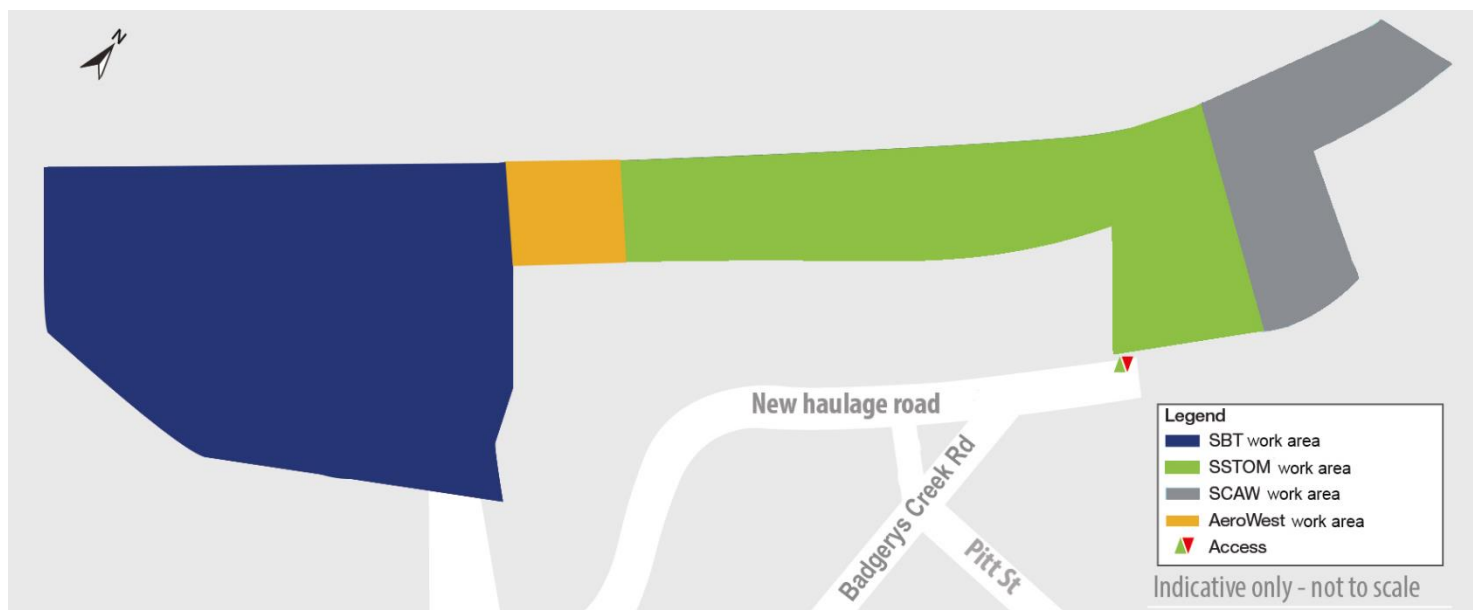 N
New haulage road
Badgerys Creek Rd
Pitt St
Legend
SBT work area
SSTOM work area
SCAW work area
AeroWest work area
Access
Indicative only - not to scale